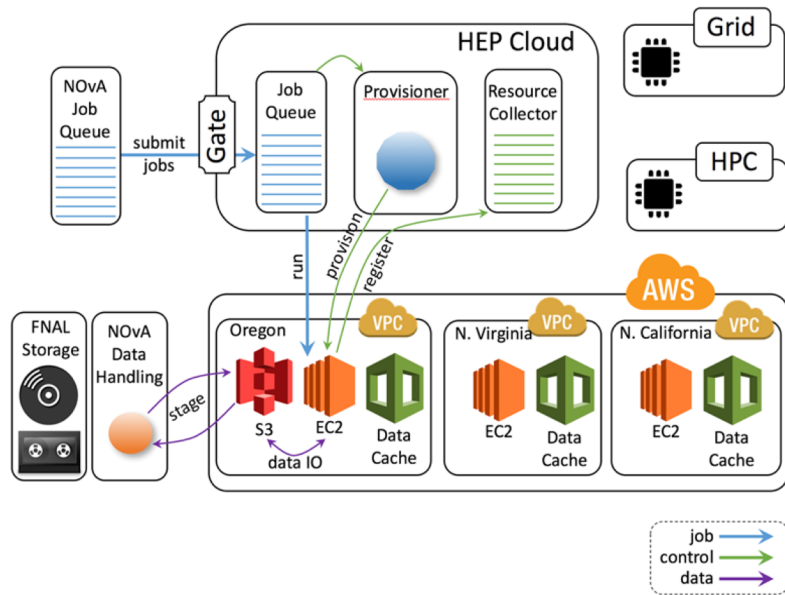 HEP Cloud
Grid
HPC
NOvA
Job
Queue
submit
jobs
Gate
Job
Queue
Provisioner
Resource
Collector
run
provision
register
AWS
FNAL
Storage
NOvA
Data
Handling
stage
Oregon
VPC
S3
EC2
data IO
Data
Cache
N. Virginia
VPC
EC2
Data
Cache
N. California
VPC
EC2
Data
Cache
job
control
data